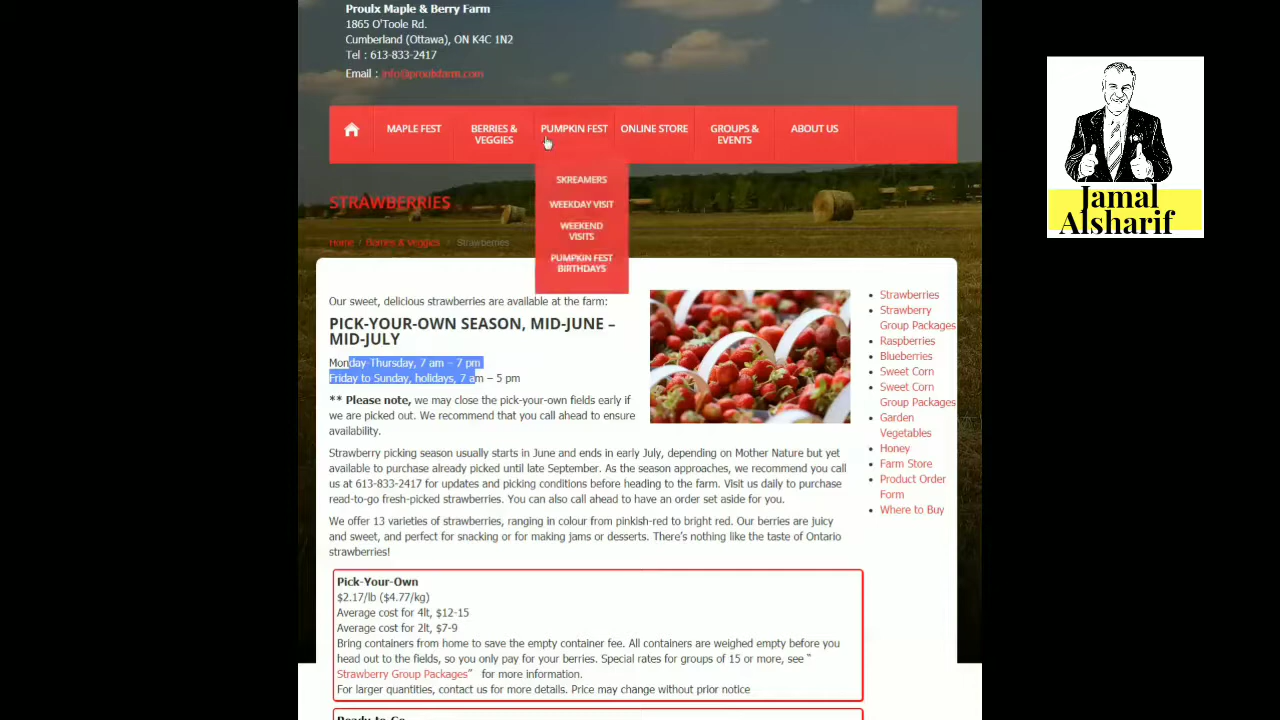 Proulx Maple & Berry Farm
1865 O'Toole Rd.
Cumberland (Ottawa), ON K4C 1N2
Tel : 613-833-2417
Email : info@proulxfarm.com
MAPLE FEST
BERRIES &
VEGGIES
PUMPKIN FEST
ONLINE STORE
GROUPS &
EVENTS
ABOUT US
SKREAMERS
WEEKDAY VISIT
WEEKEND
VISITS
PUMPKIN FEST
BIRTHDAYS
STRAWBERRIES
Home / Berries & Veggies / Strawberries
Our sweet, delicious strawberries are available at the farm:
PICK-YOUR-OWN SEASON, MID-JUNE –
MID-JULY
Monday-Thursday, 7 am – 7 pm
Friday to Sunday, holidays, 7 am – 5 pm
** Please note, we may close the pick-your-own fields early if
we are picked out. We recommend that you call ahead to ensure
availability.
Strawberry picking season usually starts in June and ends in early July, depending on Mother Nature but yet
available to purchase already picked until late September. As the season approaches, we recommend you call
us at 613-833-2417 for updates and picking conditions before heading to the farm. Visit us daily to purchase
read-to-go fresh-picked strawberries. You can also call ahead to have an order set aside for you.
We offer 13 varieties of strawberries, ranging in colour from pinkish-red to bright red. Our berries are juicy
and sweet, and perfect for snacking or for making jams or desserts. There's nothing like the taste of Ontario
strawberries!
Pick-Your-Own
$2.17/lb ($4.77/kg)
Average cost for 4lt, $12-15
Average cost for 2lt, $7-9
Bring containers from home to save the empty container fee. All containers are weighed empty before you
head out to the fields, so you only pay for your berries. Special rates for groups of 15 or more, see "
Strawberry Group Packages" for more information.
For larger quantities, contact us for more details. Price may change without prior notice
Ready-to-Go
Strawberries
Strawberry
Group Packages
Raspberries
Blueberries
Sweet Corn
Sweet Corn
Group Packages
Garden
Vegetables
Honey
Farm Store
Product Order
Form
Where to Buy
Jamal
Alsharif